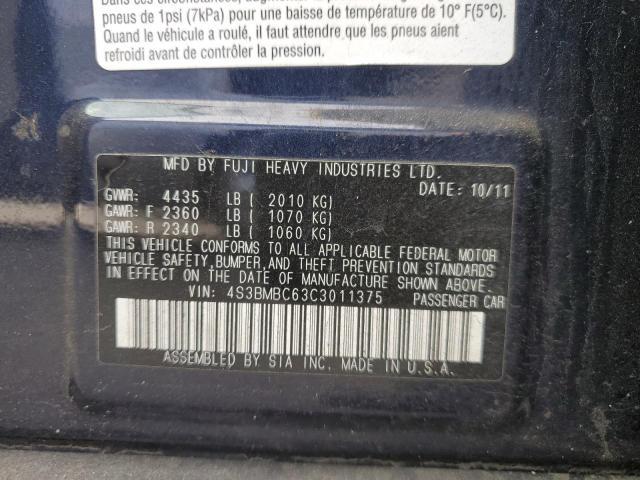 pneus de 1psi (7kPa) pour une baisse de température de 10° F(5°C).
Quand le véhicule a roulé, il faut attendre que les pneus aient
refroidi avant de contrôler la pression.
MFD BY FUJI HEAVY INDUSTRIES LTD.
DATE: 10/11
GVWR: 4435 LB ( 2010 KG)
GAWR: F 2360 LB ( 1070 KG)
GAWR: R 2340 LB ( 1060 KG)
THIS VEHICLE CONFORMS TO ALL APPLICABLE FEDERAL MOTOR
VEHICLE SAFETY, BUMPER, AND THEFT PREVENTION STANDARDS
IN EFFECT ON THE DATE OF MANUFACTURE SHOWN ABOVE.
VIN: 4S3BMBC63C3011375 PASSENGER CAR
ASSEMBLED BY SIA INC. MADE IN U.S.A.